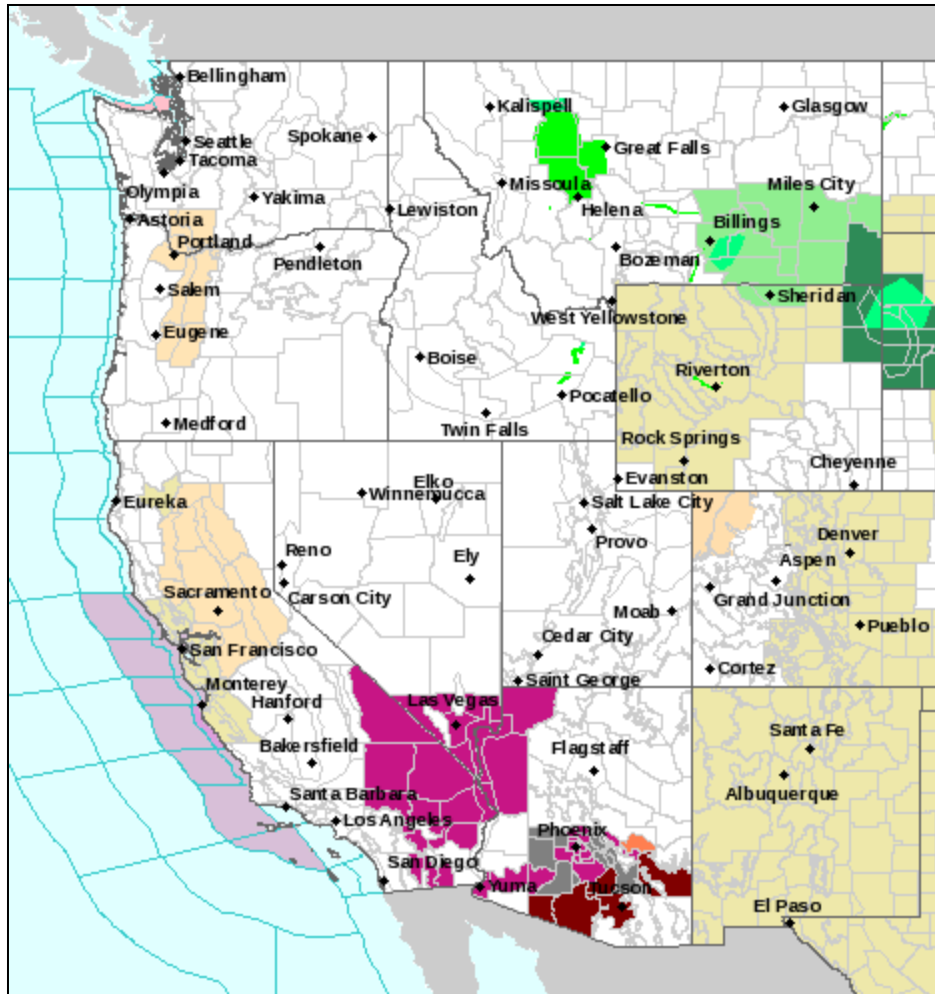 Bellingham
Kalispell
Glasgow
Spokane
Seattle
Great Falls
Tacoma
Missoula
Miles City
Olympia
Yakima
Lewiston
Helena
Astoria
Billings
Portland
Pendleton
Bozeman
Salem
Sheridan
West Yellowstone
Eugene
Boise
Riverton
Pocatello
Medford
Twin Falls
Rock Springs
Cheyenne
Elko
Evanston
Winnemucca
Eureka
Salt Lake City
Denver
Provo
Reno
Ely
Aspen
Sacramento
Carson City
Grand Junction
Moab
Pueblo
Cedar City
San Francisco
Cortez
Saint George
Monterey
Hanford
Las Vegas
Santa Fe
Bakersfield
Flagstaff
Albuquerque
Santa Barbara
Los Angeles
Phoenix
San Diego
Yuma
Tucson
El Paso